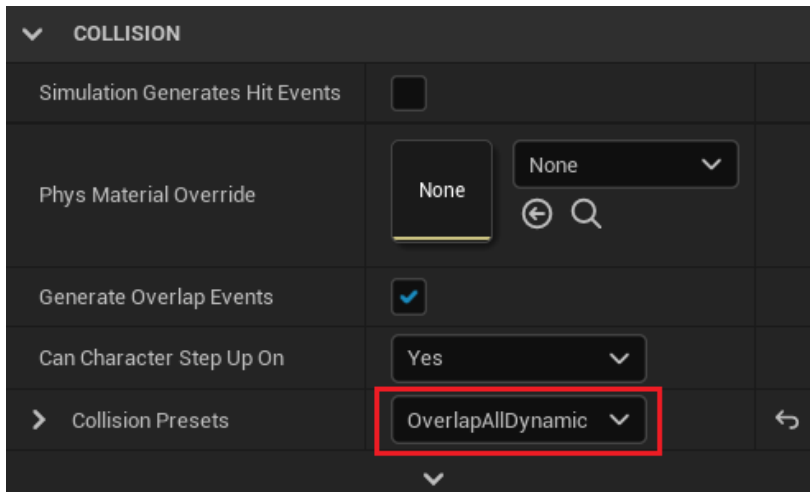 COLLISION
Simulation Generates Hit Events
Phys Material Override
None
None
Generate Overlap Events
Can Character Step Up On
Yes
Collision Presets
OverlapAllDynamic